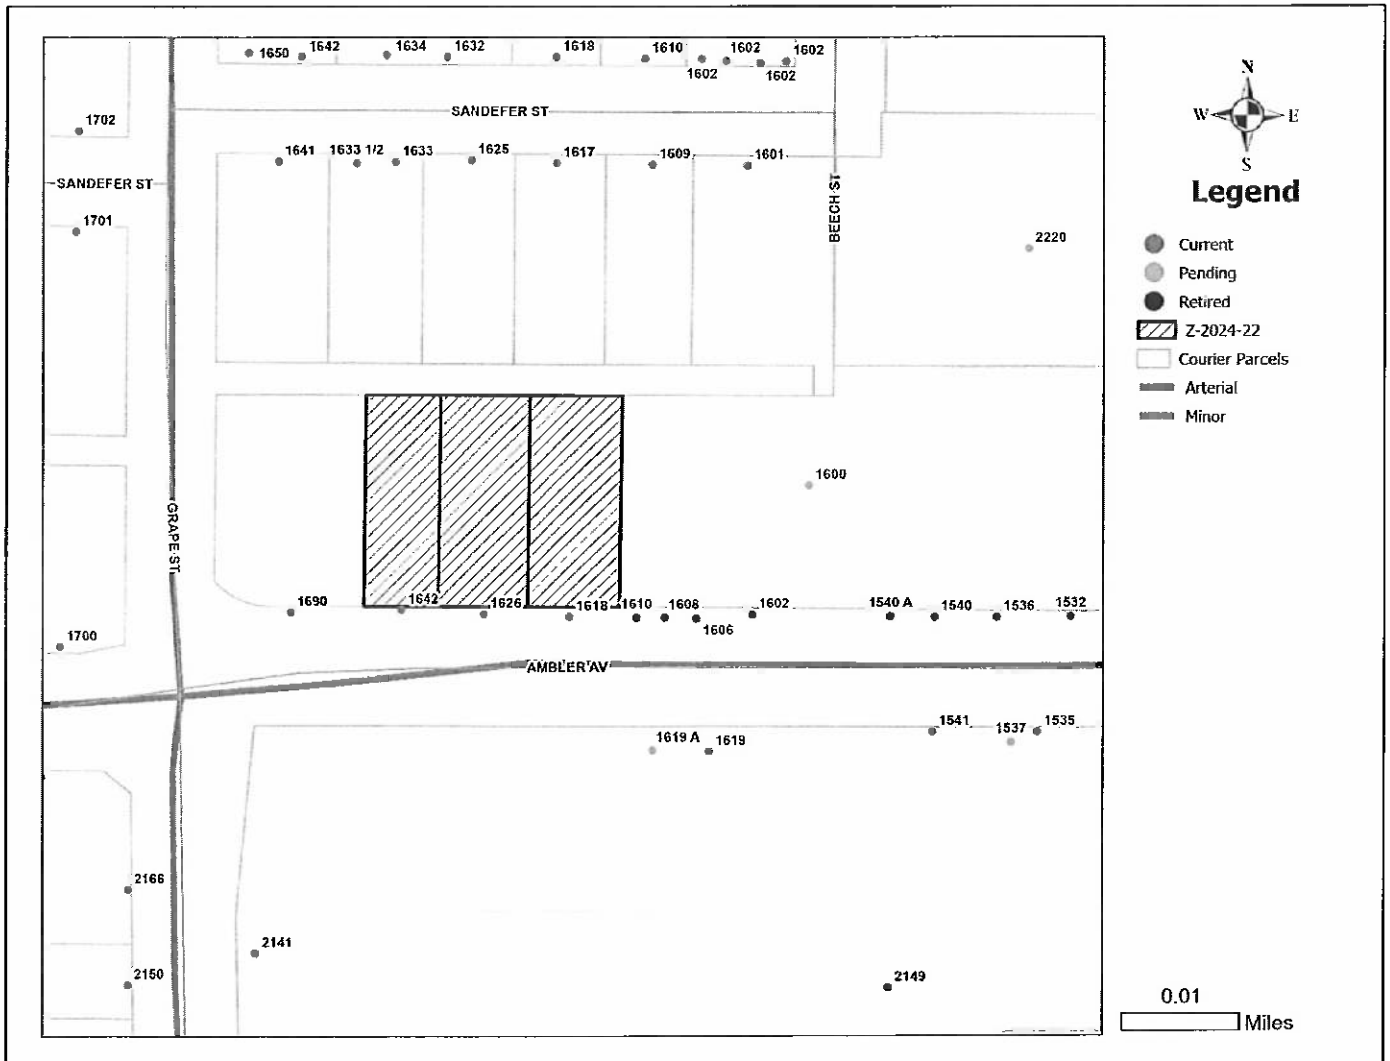 1650
1642
1634
1632
1618
1610
1602
1602
1602
1602
SANDEFER ST
1702
1641
1633 1/2
1633
1625
1617
1609
1601
SANDEFER ST
1701
BEECH ST
2220
1600
GRAPE ST
1690
1642
1626
1618
1610
1608
1606
1602
1540 A
1540
1536
1532
1700
AMBLER AV
1619 A
1619
1541
1537
1535
2166
2141
2150
2149
N
W
E
S
Legend
Current
Pending
Retired
Z-2024-22
Courier Parcels
Arterial
Minor
0.01
Miles